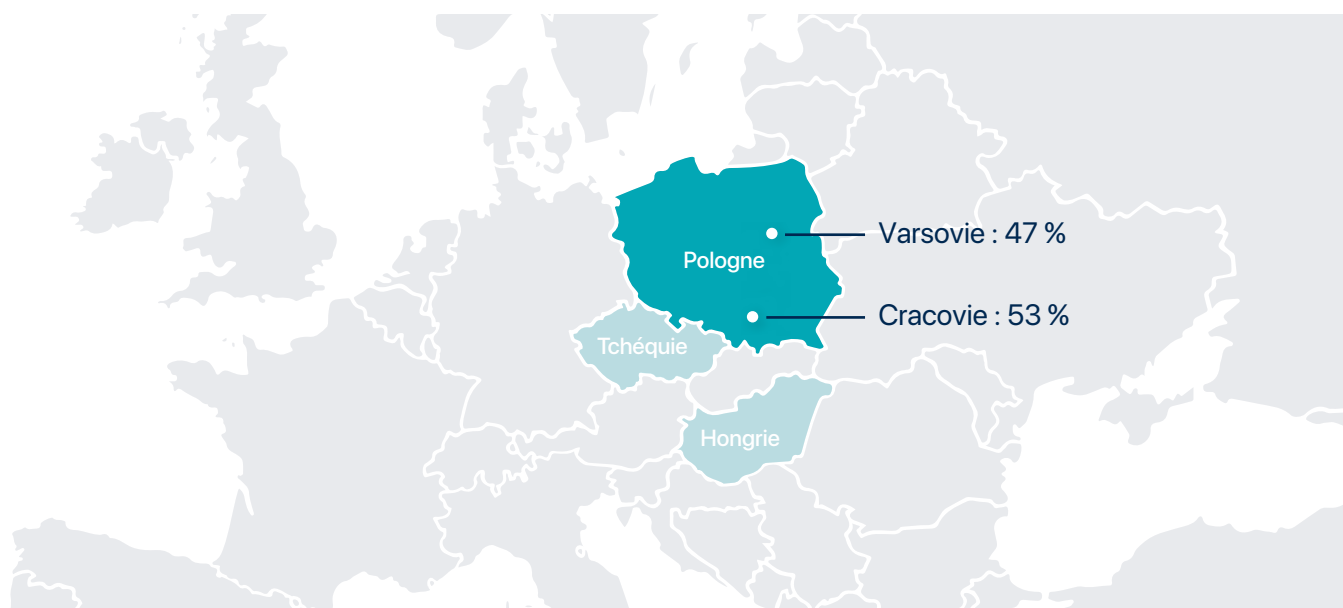 Varsovie : 47 %
Pologne
Cracovie : 53 %
Tchéquie
Hongrie